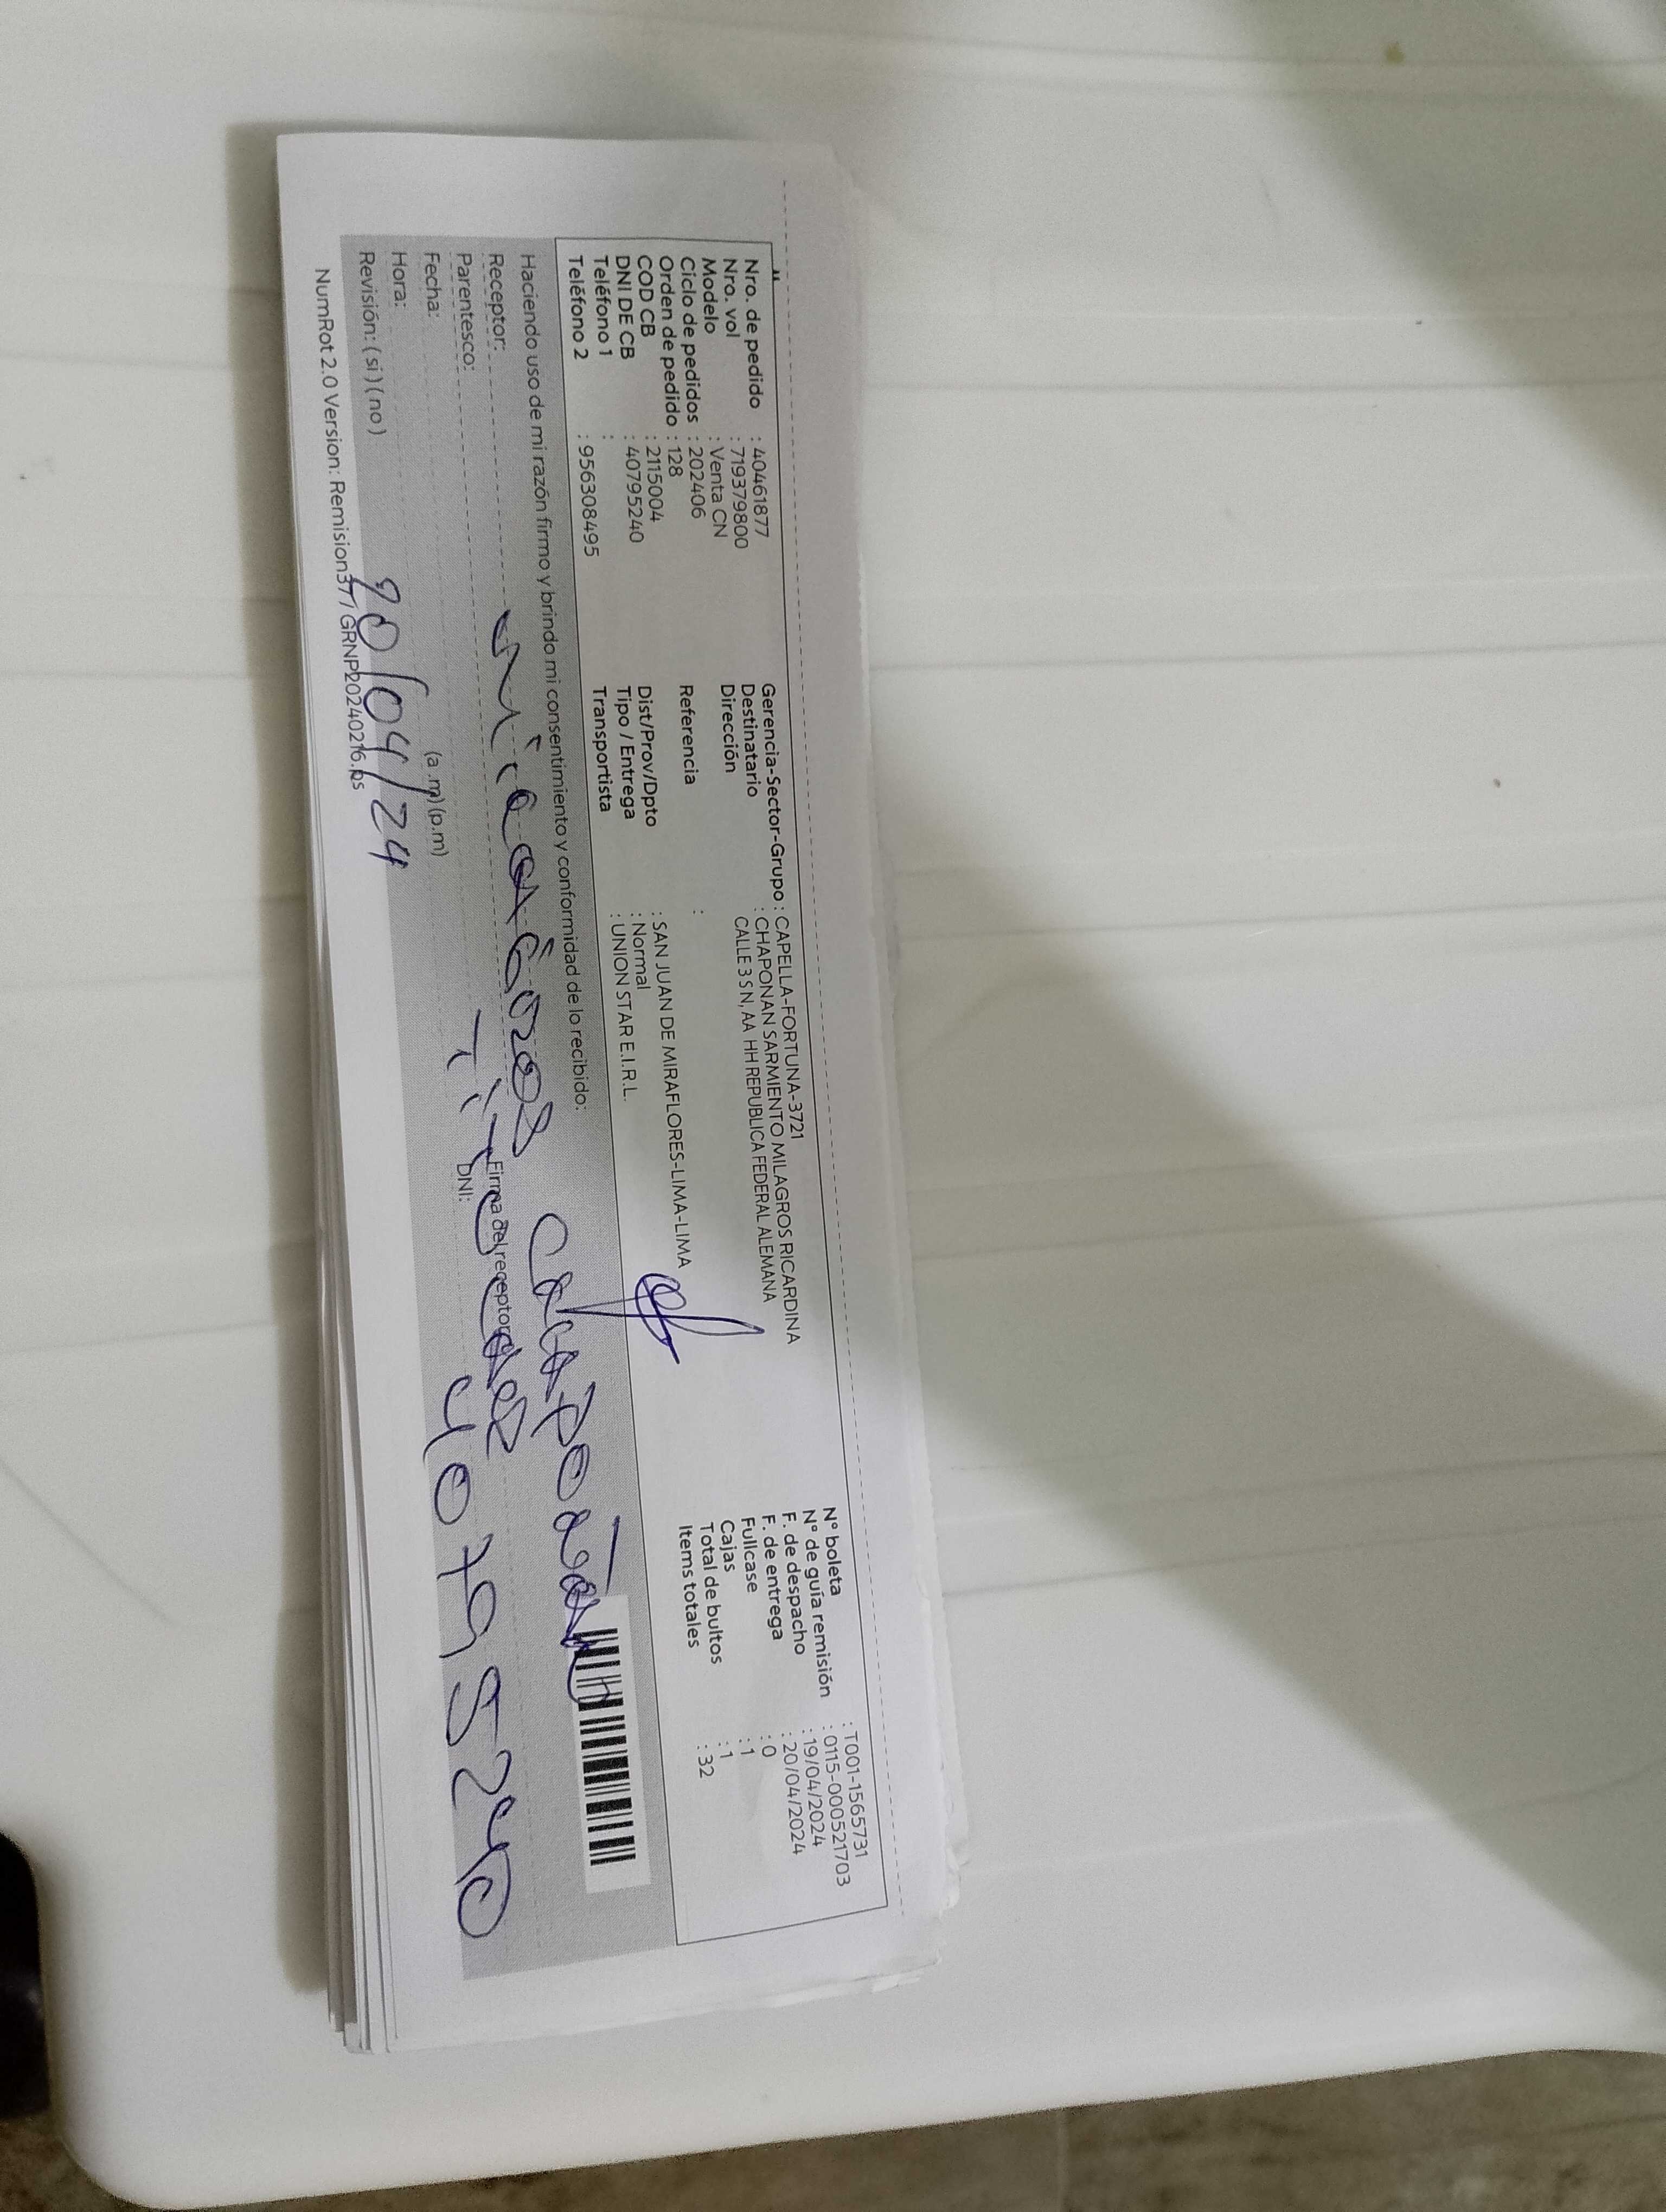 Nro. de pedido : 40461877
Nro. vol : 719379800
Modelo : Venta CN
Ciclo de pedidos : 202406
Orden de pedido : 128
COD CB : 2115004
DNI DE CB : 40795240
Teléfono 1 :
Teléfono 2 : 956308495
Gerencia-Sector-Grupo : CAPELLA-FORTUNA-3721
Destinatario : CHAPONAN SARMIENTO MILAGROS RICARDINA
Dirección CALLE 3 S N, AA HH REPUBLICA FEDERAL ALEMANA
Referencia :
Dist/Prov/Dpto : SAN JUAN DE MIRAFLORES-LIMA-LIMA
Tipo / Entrega : Normal
Transportista : UNION STAR E.I.R.L.
N° boleta : T001-1565731
N° de guía remisión : 0115-000521703
F. de despacho : 19/04/2024
F. de entrega : 20/04/2024
Fullcase : 0
Cajas : 1
Total de bultos : 1
Items totales : 32
Haciendo uso de mi razón firmo y brindo mi consentimiento y conformidad de lo recibido:
Receptor: Milagros Chaponan
Parentesco: Titular
Firma del receptor
Fecha:
DNI: 40795240
Hora: (a.m) (p.m)
20/04/24
Revisión: ( si ) ( no )
NumRot 2.0 Version: Remision37 / GRNP20240216.ps